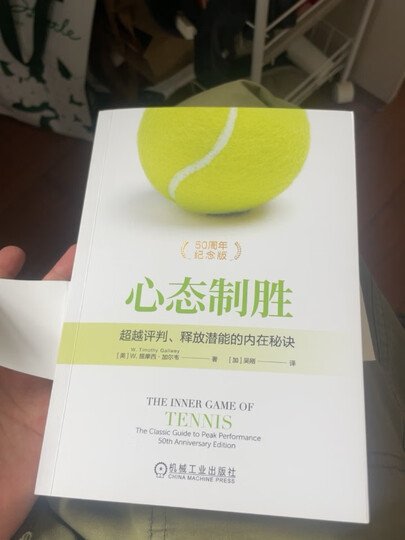 50周年
纪念版
心态制胜
超越评判、释放潜能的内在秘诀
W. Timothy Gallwey
[美] W. 提摩西·加尔韦 著 [加] 吴刚 译
THE INNER GAME OF
TENNIS
The Classic Guide to Peak Performance
50th Anniversary Edition
机械工业出版社
CHINA MACHINE PRESS